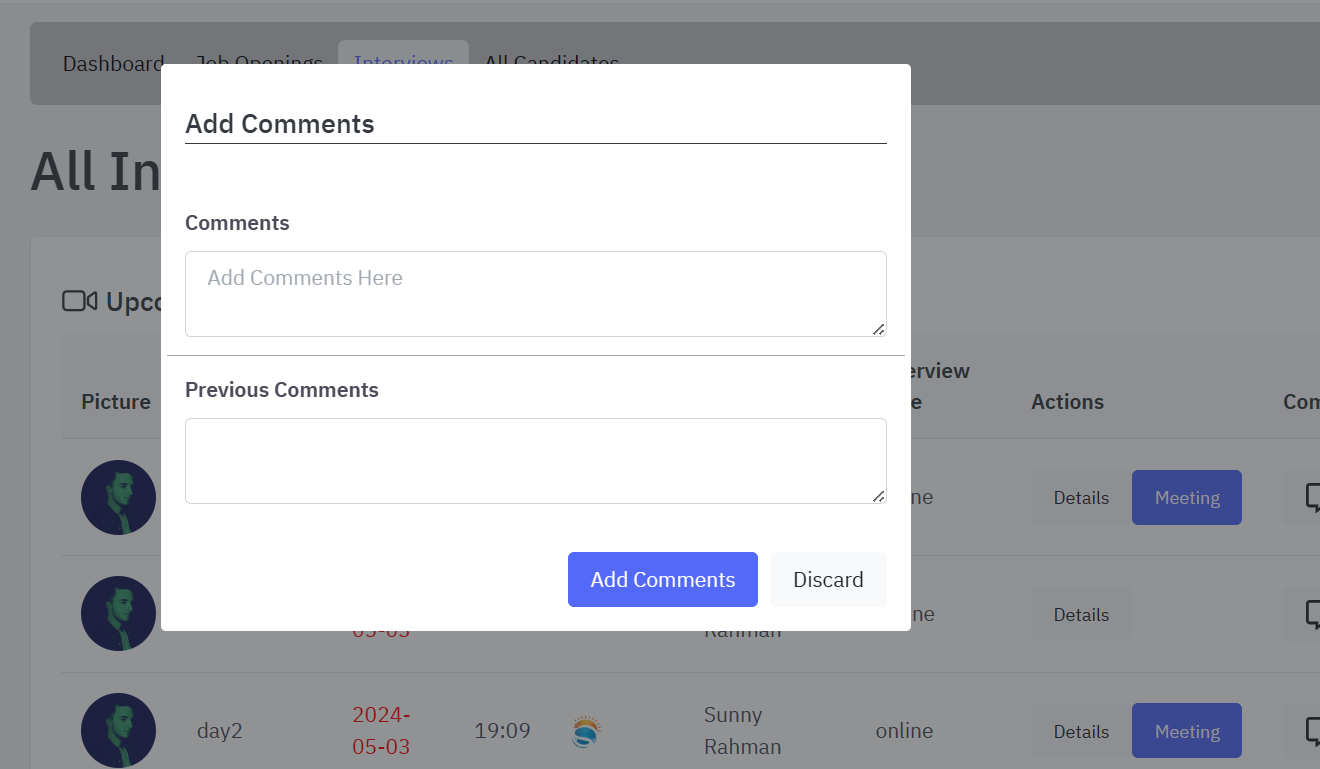 Dashboard Job Openings Interviews All Candidates
All In
Add Comments
Comments
Add Comments Here
Upco
Previous Comments
erview
Picture e Actions Com
ne Details Meeting
Add Comments Discard
ne Details
05-03 Rahman
2024- Sunny
day2 19:09 online Details Meeting
05-03 Rahman